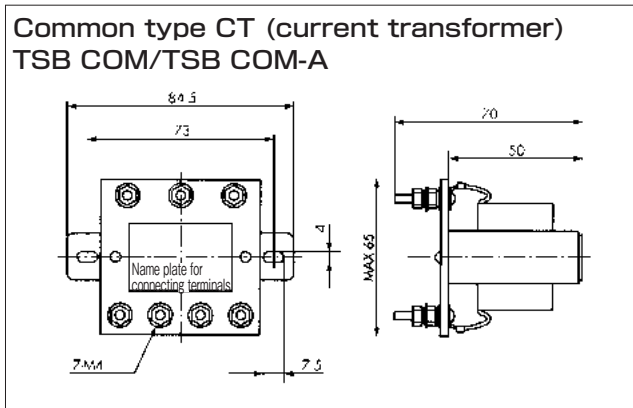 Common type CT (current transformer)
TSB COM/TSB COM-A
84.5
73
70
50
4
MAX 65
Name plate for
connecting terminals
7-M4
7.5